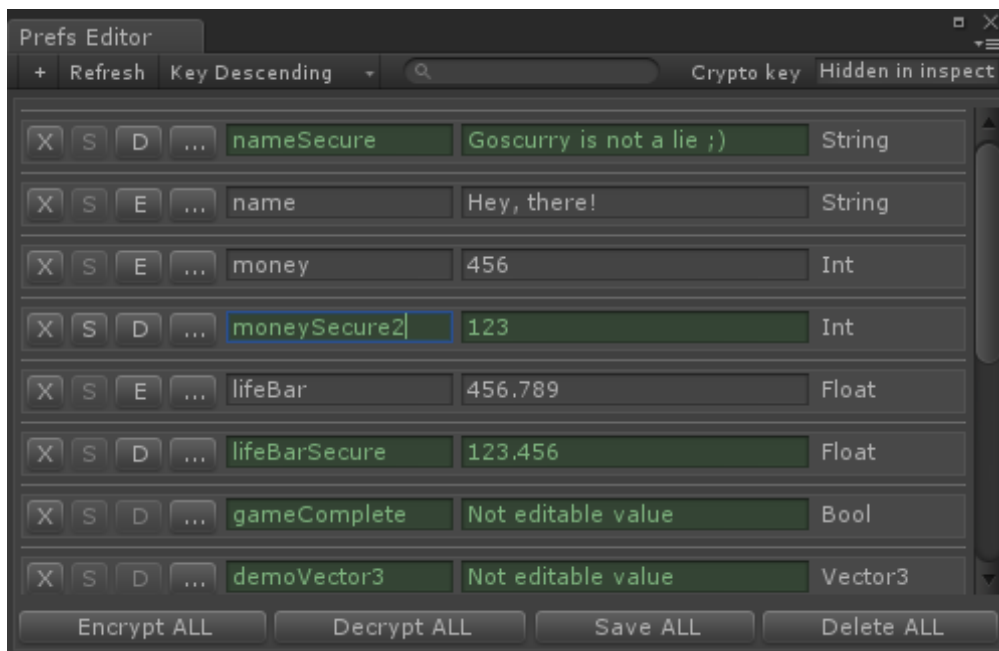 Prefs Editor
+ Refresh Key Descending Crypto key Hidden in inspect
X S D ... nameSecure Goscurry is not a lie ;) String
X S E ... name Hey, there! String
X S E ... money 456 Int
X S D ... moneySecure2 123 Int
X S E ... lifeBar 456.789 Float
X S D ... lifeBarSecure 123.456 Float
X S D ... gameComplete Not editable value Bool
X S D ... demoVector3 Not editable value Vector3
Encrypt ALL Decrypt ALL Save ALL Delete ALL